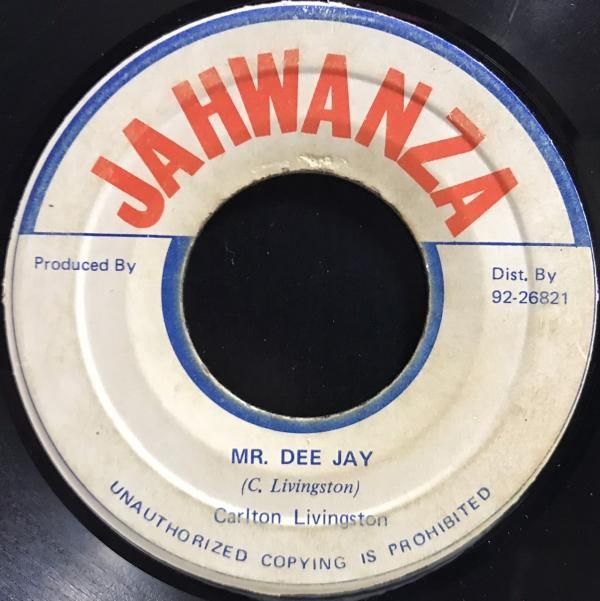 JAHWANZA
Produced By
Dist. By
92-26821
MR. DEE JAY
(C. Livingston)
Carlton Livingston
UNAUTHORIZED COPYING IS PROHIBITED